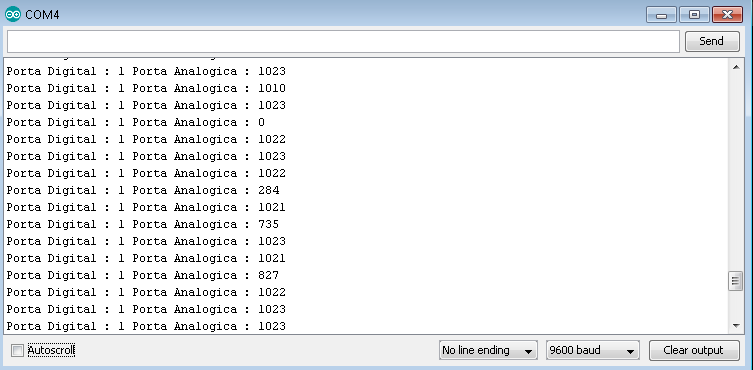 COM4
Send
Porta Digital : 1 Porta Analogica : 1023
Porta Digital : 1 Porta Analogica : 1010
Porta Digital : 1 Porta Analogica : 1023
Porta Digital : 1 Porta Analogica : 0
Porta Digital : 1 Porta Analogica : 1022
Porta Digital : 1 Porta Analogica : 1023
Porta Digital : 1 Porta Analogica : 1022
Porta Digital : 1 Porta Analogica : 284
Porta Digital : 1 Porta Analogica : 1021
Porta Digital : 1 Porta Analogica : 735
Porta Digital : 1 Porta Analogica : 1023
Porta Digital : 1 Porta Analogica : 1021
Porta Digital : 1 Porta Analogica : 827
Porta Digital : 1 Porta Analogica : 1022
Porta Digital : 1 Porta Analogica : 1023
Porta Digital : 1 Porta Analogica : 1023
Autoscroll No line ending 9600 baud Clear output